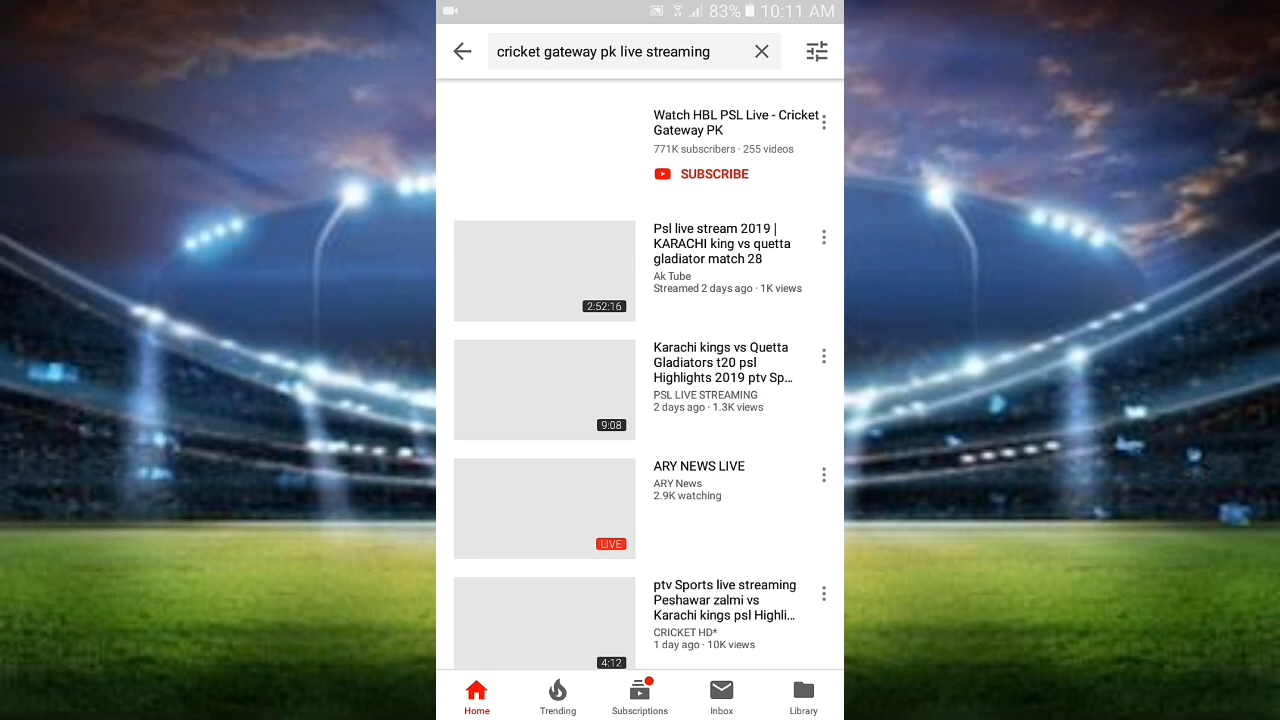 83% 10:11 AM
cricket gateway pk live streaming
Watch HBL PSL Live - Cricket
Gateway PK
771K subscribers · 255 videos
SUBSCRIBE
Psl live stream 2019 |
KARACHI king vs quetta
gladiator match 28
Ak Tube
Streamed 2 days ago · 1K views
2:52:16
Karachi kings vs Quetta
Gladiators t20 psl
Highlights 2019 ptv Sp...
PSL LIVE STREAMING
2 days ago · 1.3K views
9:08
ARY NEWS LIVE
ARY News
2.9K watching
LIVE
ptv Sports live streaming
Peshawar zalmi vs
Karachi kings psl Highli...
CRICKET HD*
1 day ago · 10K views
4:12
Home Trending Subscriptions Inbox Library